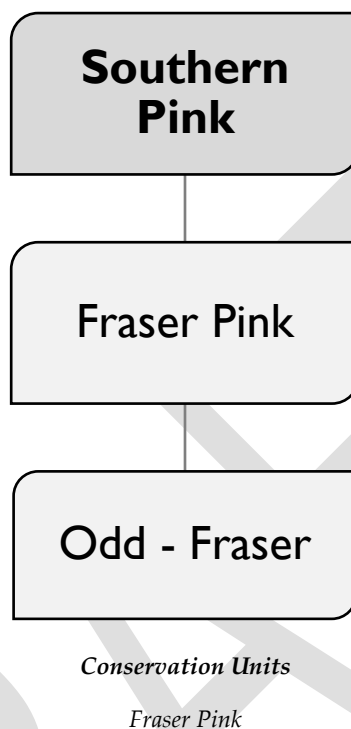 Southern
Pink
Fraser Pink
Odd - Fraser
Conservation Units
Fraser Pink